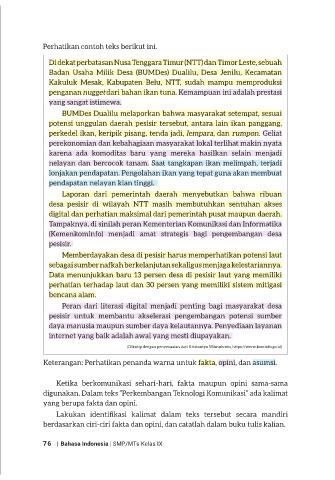 Perhatikan contoh teks berikut ini.
Di dekat perbatasan Nusa Tenggara Timur (NTT) dan Timor Leste, sebuah
Badan Usaha Milik Desa (BUMDes) Dualilu, Desa Jenilu, Kecamatan
Kakuluk Mesak, Kabupaten Belu, NTT, sudah mampu memproduksi
penganan nugget dari bahan ikan tuna. Kemampuan ini adalah prestasi
yang sangat istimewa.
BUMDes Dualilu melaporkan bahwa masyarakat setempat, sesuai
potensi unggulan daerah pesisir tersebut, antara lain ikan panggang,
perkedel ikan, keripik pisang, tenda jadi, lempara, dan rumpon. Geliat
perekonomian dan kebahagiaan masyarakat lokal terlihat makin nyata
karena ada komoditas baru yang mereka hasilkan selain menjadi
nelayan dan bercocok tanam. Saat tangkapan ikan melimpah, terjadi
lonjakan pendapatan. Pengolahan ikan yang tepat guna akan membuat
pendapatan nelayan kian tinggi.
Laporan dari pemerintah daerah menyebutkan bahwa ribuan
desa pesisir di wilayah NTT masih membutuhkan sentuhan akses
digital dan perhatian maksimal dari pemerintah pusat maupun daerah.
Tampaknya, di sinilah peran Kementerian Komunikasi dan Informatika
(Kemenkominfo) menjadi amat strategis bagi pengembangan desa
pesisir.
Memberdayakan desa di pesisir harus memperhatikan potensi laut
sebagai sumber nafkah berkelanjutan sekaligus menjaga kelestariannya.
Data menunjukkan baru 13 persen desa di pesisir laut yang memiliki
perhatian terhadap laut dan 30 persen yang memiliki sistem mitigasi
bencana alam.
Peran dari literasi digital menjadi penting bagi masyarakat desa
pesisir untuk membantu akselerasi pengembangan potensi sumber
daya manusia maupun sumber daya kelautannya. Penyediaan layanan
internet yang baik adalah awal yang mesti diupayakan.
Keterangan: Perhatikan penanda warna untuk fakta, opini, dan asumsi.
Ketika berkomunikasi sehari-hari, fakta maupun opini sama-sama
digunakan. Dalam teks "Perkembangan Teknologi Komunikasi" ada kalimat
yang berupa fakta dan opini.
Lakukan identifikasi kalimat dalam teks tersebut secara mandiri
berdasarkan ciri-ciri fakta dan opini, dan catatlah dalam buku tulis kalian.
76 | Bahasa Indonesia | SMP/MTs Kelas IX